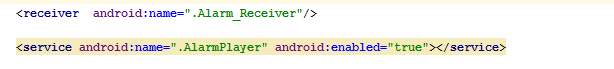 <receiver  android:name=".Alarm_Receiver"/>
<service android:name=".AlarmPlayer" android:enabled="true"></service>